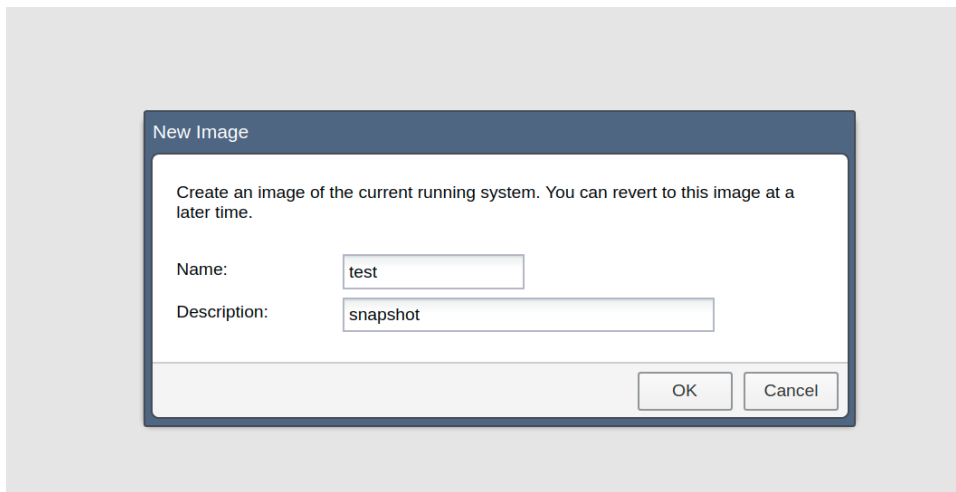 New Image
Create an image of the current running system. You can revert to this image at a
later time.
Name: test
Description: snapshot
OK Cancel